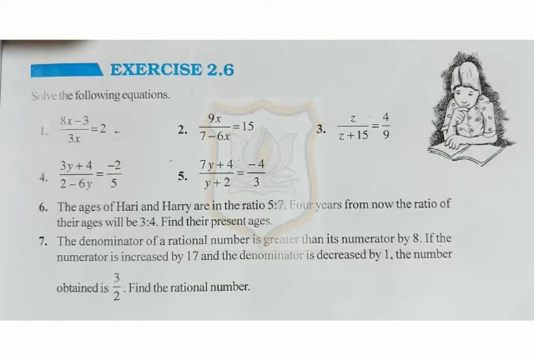 EXERCISE 2.6
Solve the following equations.
1. (8x−3)/(3x) = 2 ..
2. (9x)/(7−6x) = 15
3. z/(z+15) = 4/9
4. (3y+4)/(2−6y) = −2/5
5. (7y+4)/(y+2) = −4/3
6. The ages of Hari and Harry are in the ratio 5:7. Four years from now the ratio of
their ages will be 3:4. Find their present ages.
7. The denominator of a rational number is greater than its numerator by 8. If the
numerator is increased by 17 and the denominator is decreased by 1, the number
obtained is 3/2. Find the rational number.